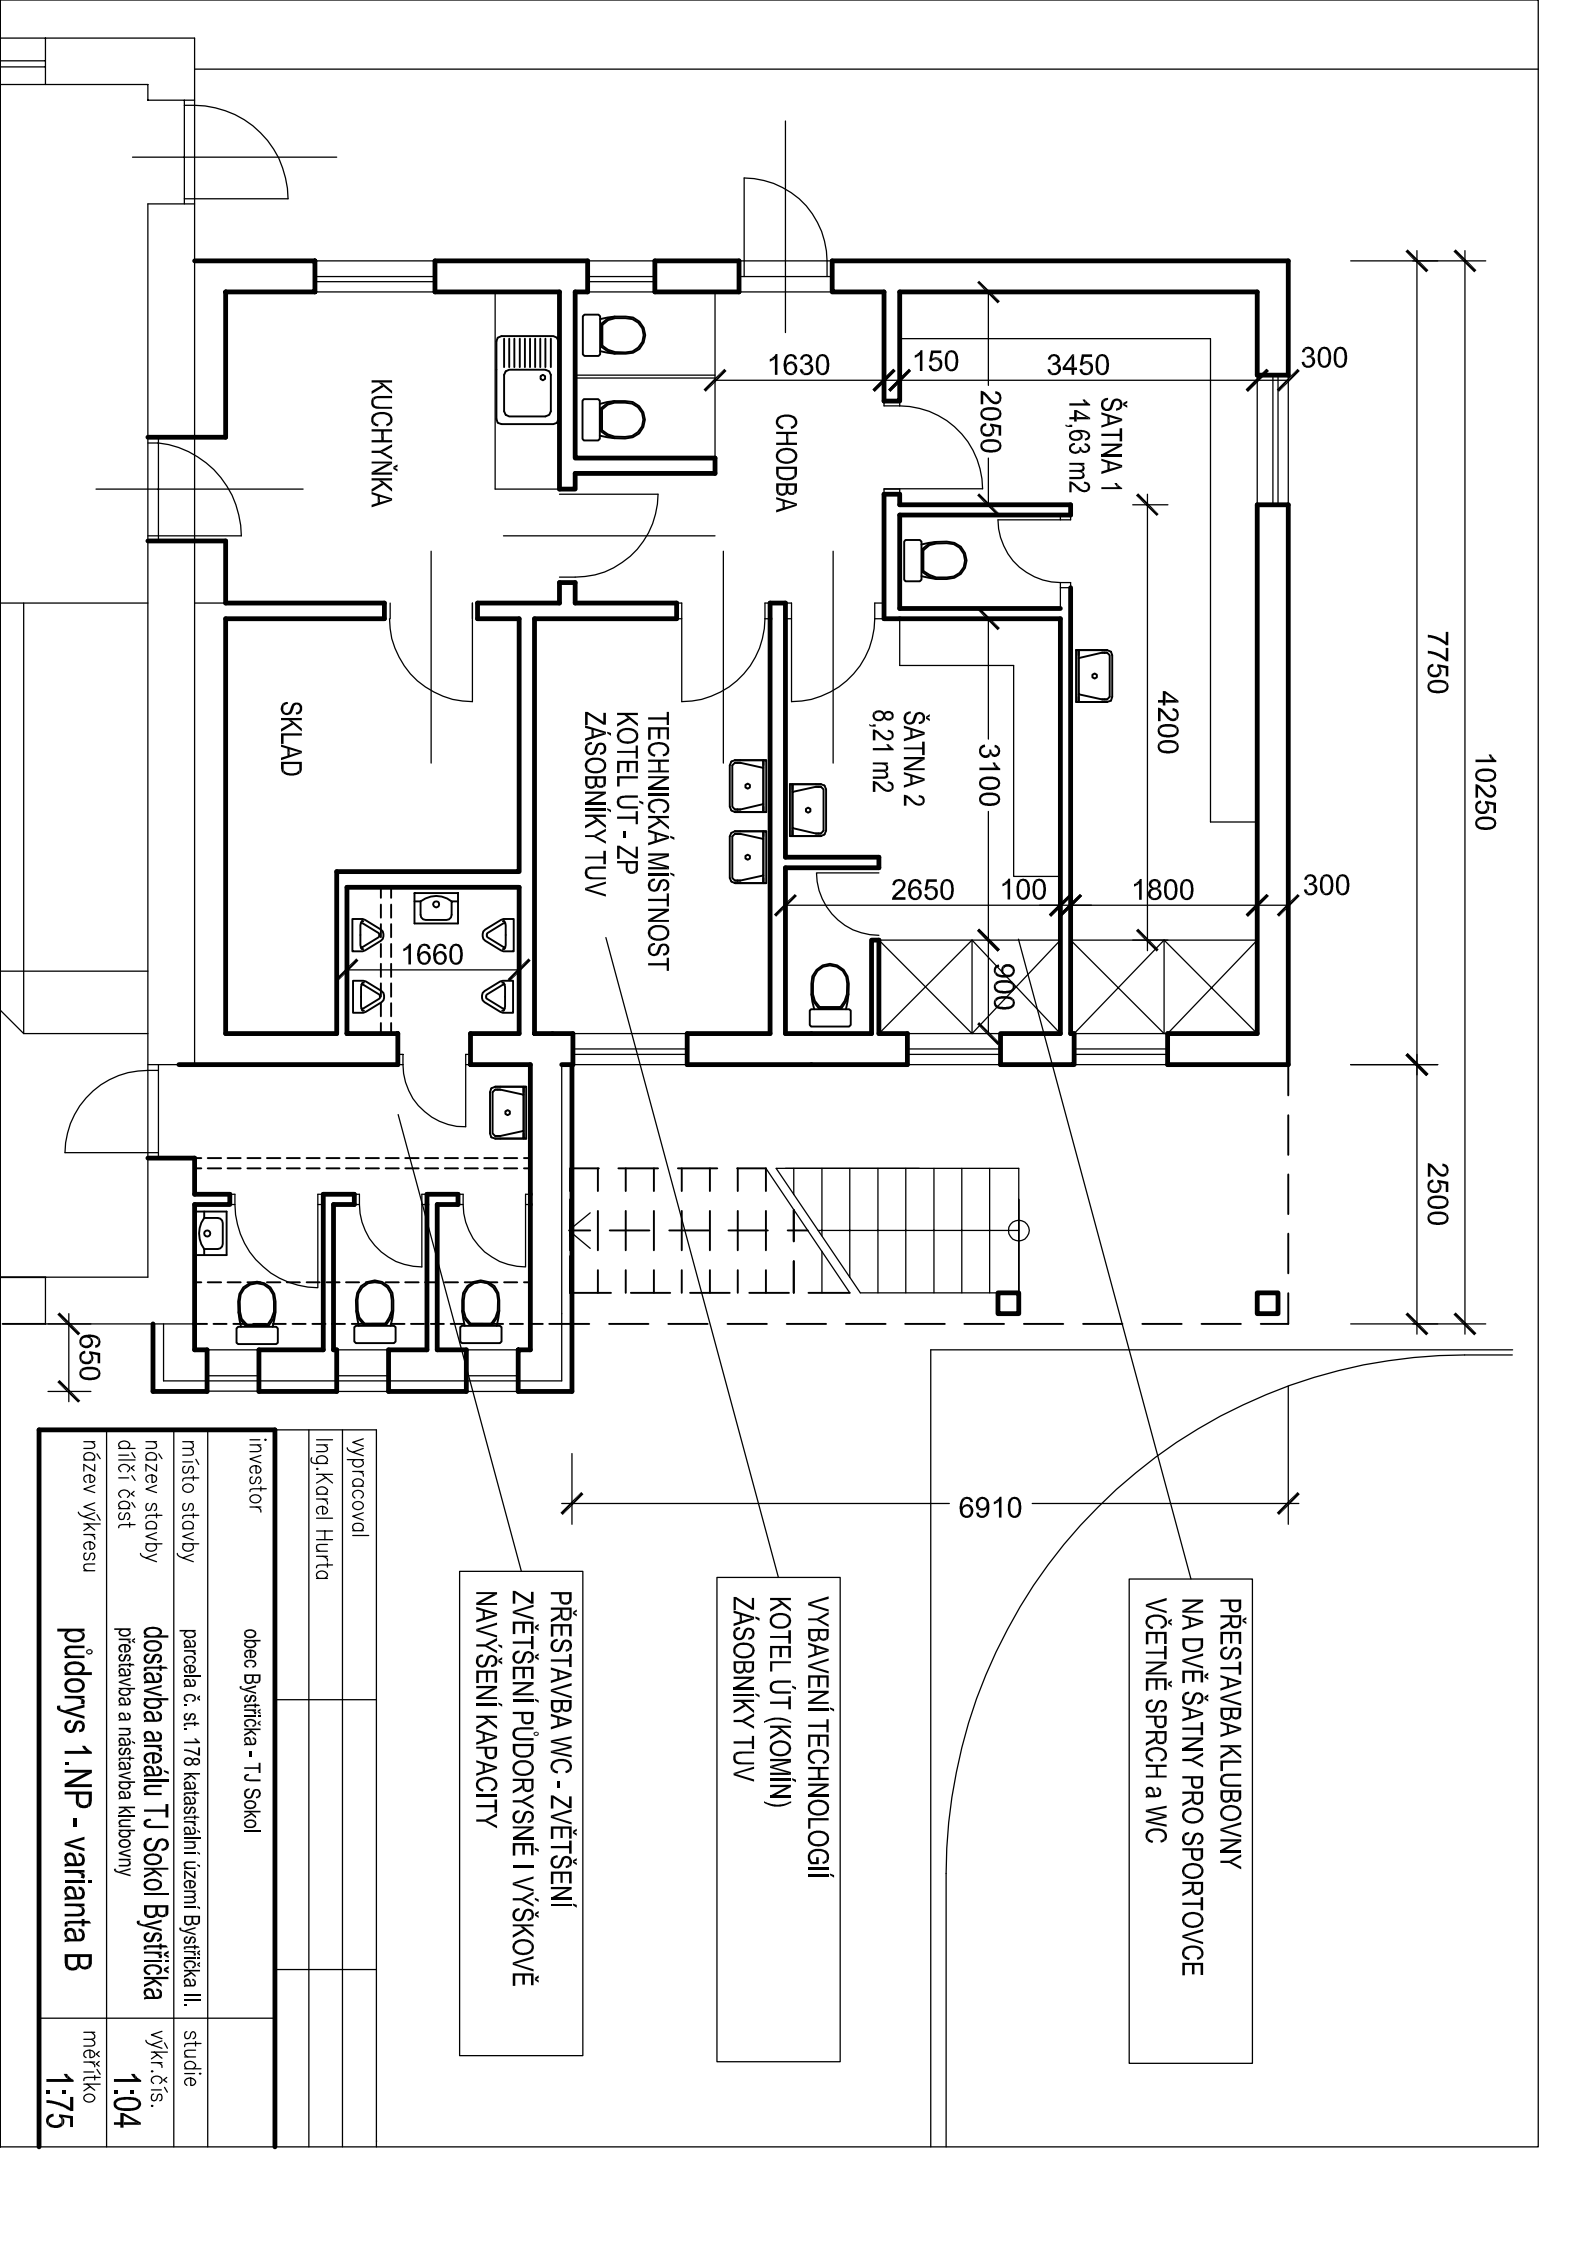 10250
7750
2500
300
3450
150
1630
2050
ŠATNA 1
14,63 m2
4200
CHODBA
KUCHYŇKA
3100
ŠATNA 2
8,21 m2
300
1800
100
2650
900
TECHNICKÁ MÍSTNOST
KOTEL ÚT - ZP
ZÁSOBNÍKY TUV
SKLAD
1660
650
6910
PŘESTAVBA KLUBOVNY
NA DVĚ ŠATNY PRO SPORTOVCE
VČETNĚ SPRCH a WC
VYBAVENÍ TECHNOLOGIÍ
KOTEL ÚT (KOMÍN)
ZÁSOBNÍKY TUV
PŘESTAVBA WC - ZVĚTŠENÍ
ZVĚTŠENÍ PŮDORYSNÉ I VÝŠKOVĚ
NAVÝŠENÍ KAPACITY
vypracoval
Ing.Karel Hurta
investor
obec Bystřička - TJ Sokol
místo stavby
parcela č. st. 178 katastrální území Bystřička II.
studie
název stavby
dostavba areálu TJ Sokol Bystřička
výkr.čís.
dílčí část
přestavba a nástavba klubovny
1:04
název výkresu
půdorys 1.NP - varianta B
měřítko
1:75